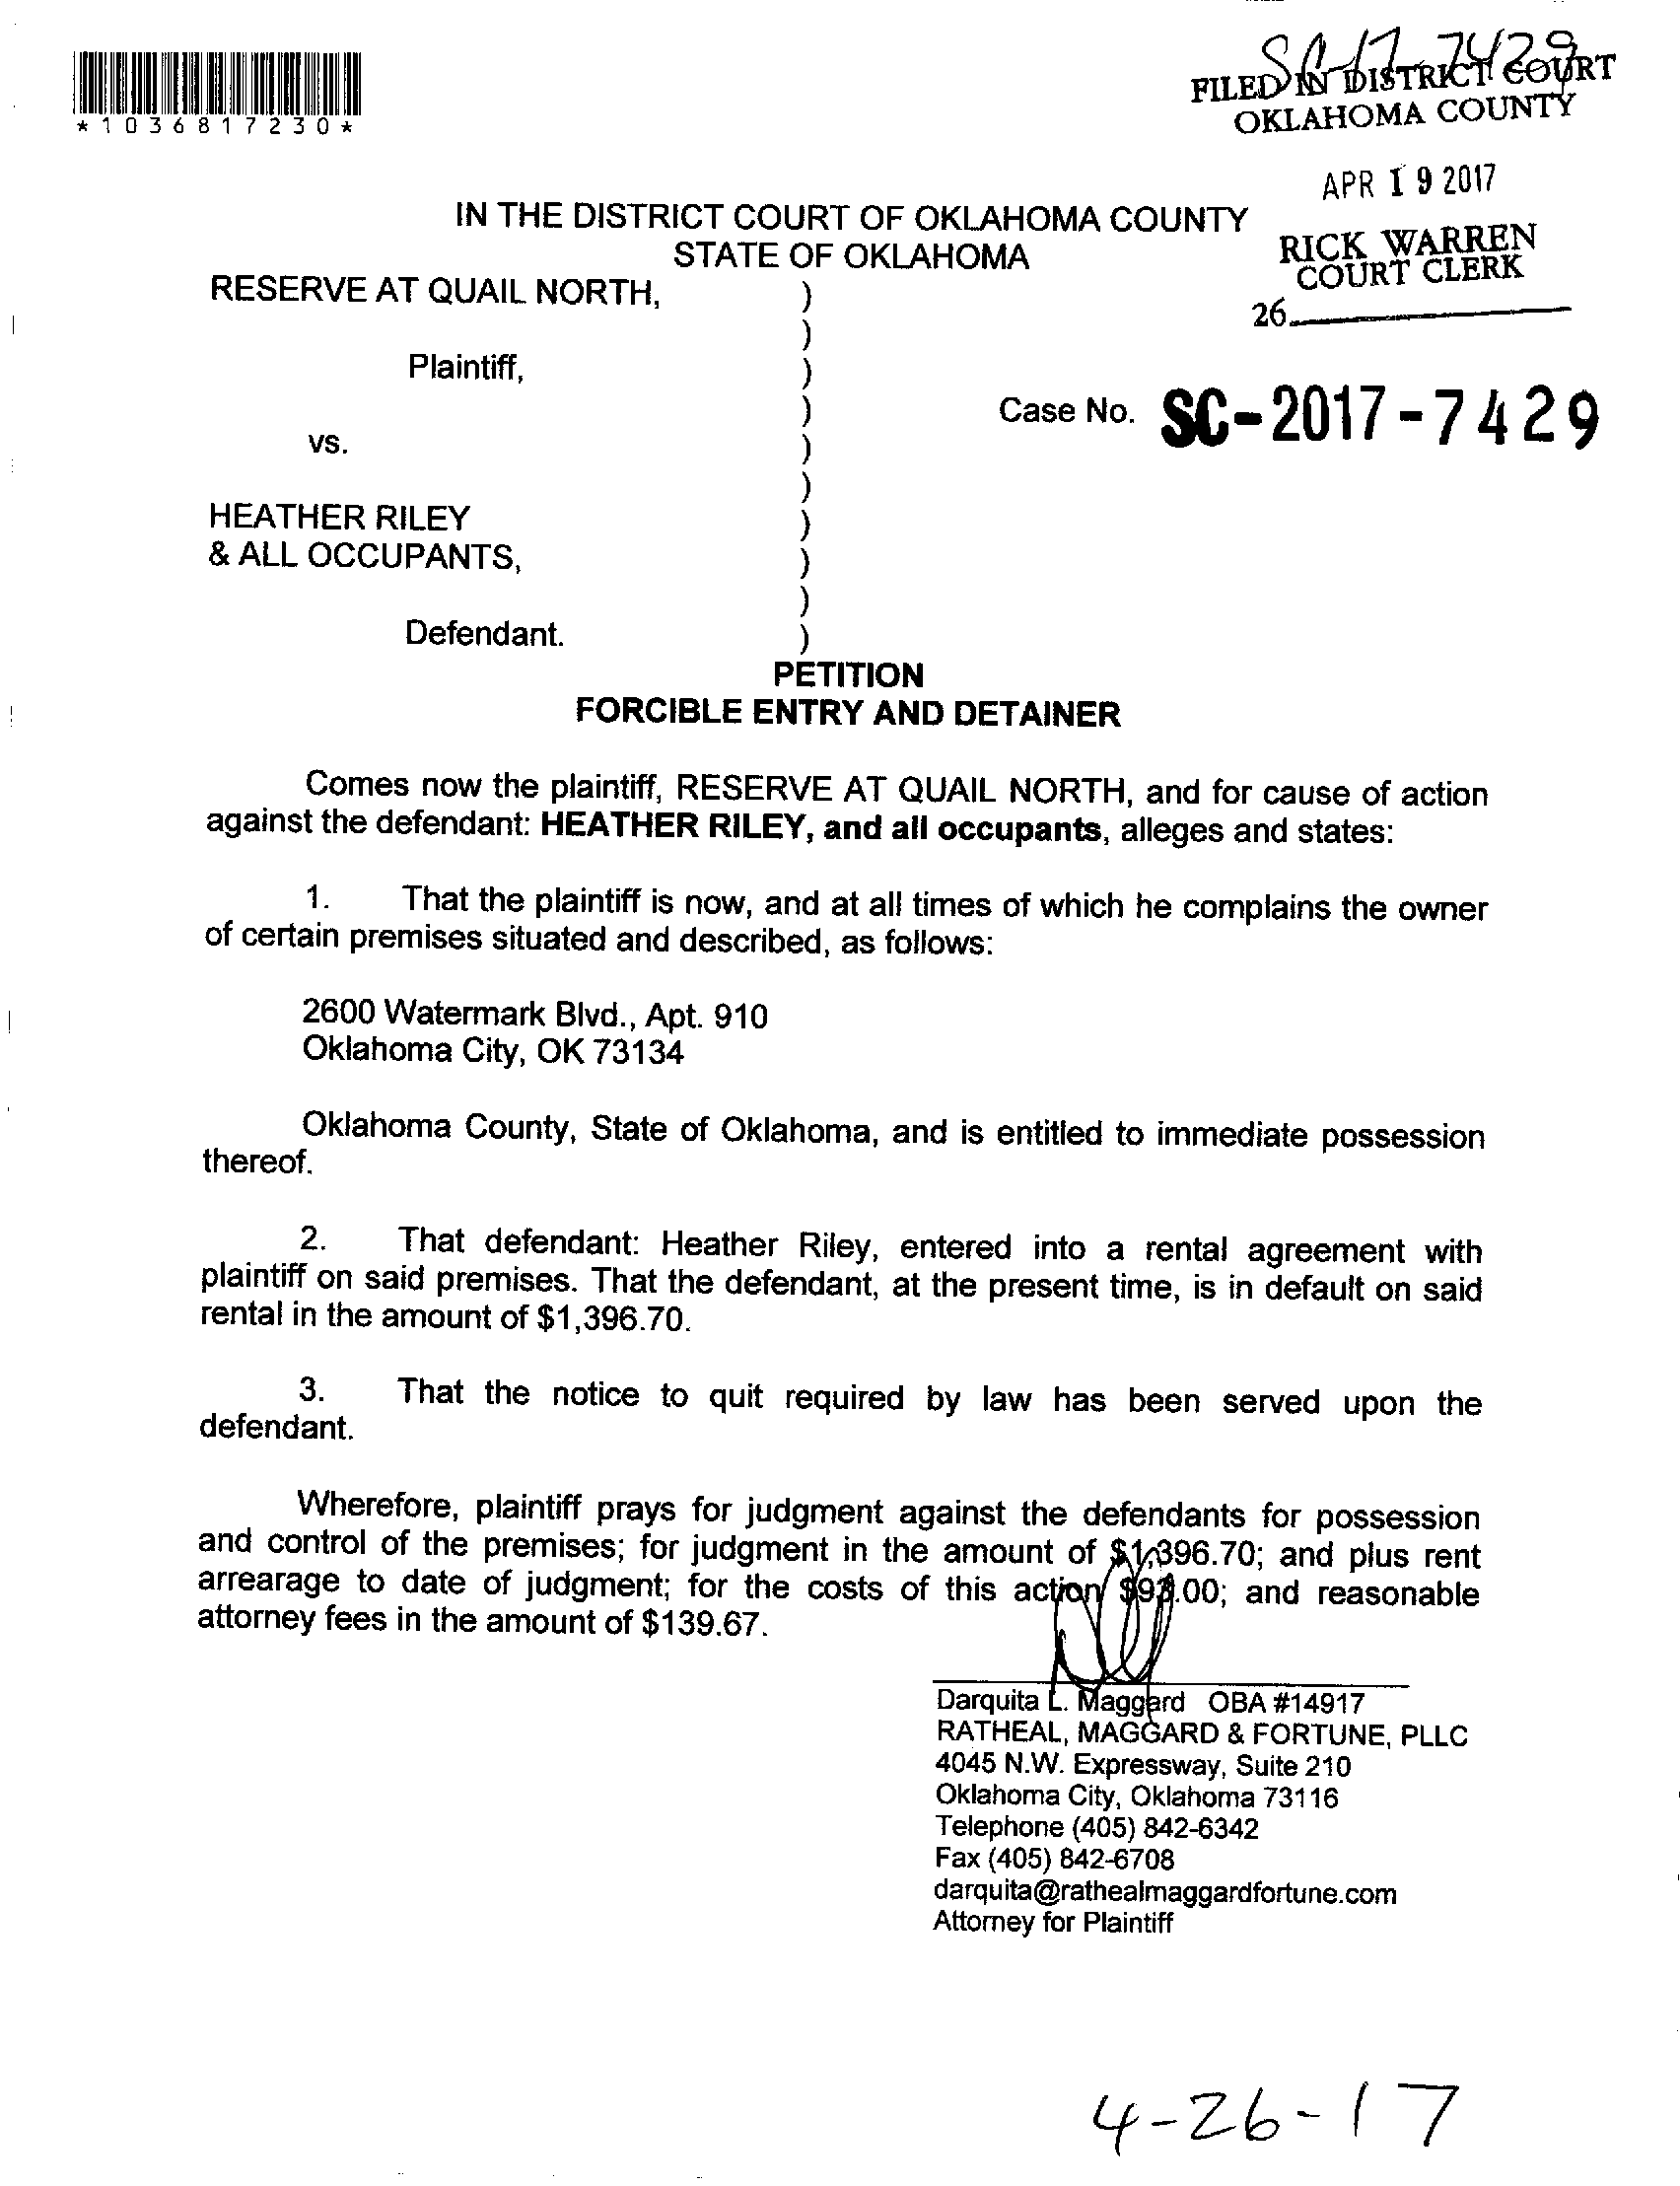 SC-17-7429
FILED IN DISTRICT COURT
OKLAHOMA COUNTY
*1036817230*
APR 19 2017
RICK WARREN
COURT CLERK
26
IN THE DISTRICT COURT OF OKLAHOMA COUNTY
STATE OF OKLAHOMA
RESERVE AT QUAIL NORTH, )
)
Plaintiff, )
) Case No. SC-2017-7429
vs. )
)
HEATHER RILEY )
& ALL OCCUPANTS, )
)
Defendant. )
PETITION
FORCIBLE ENTRY AND DETAINER
Comes now the plaintiff, RESERVE AT QUAIL NORTH, and for cause of action
against the defendant: HEATHER RILEY, and all occupants, alleges and states:
1. That the plaintiff is now, and at all times of which he complains the owner
of certain premises situated and described, as follows:
2600 Watermark Blvd., Apt. 910
Oklahoma City, OK 73134
Oklahoma County, State of Oklahoma, and is entitled to immediate possession
thereof.
2. That defendant: Heather Riley, entered into a rental agreement with
plaintiff on said premises. That the defendant, at the present time, is in default on said
rental in the amount of $1,396.70.
3. That the notice to quit required by law has been served upon the
defendant.
Wherefore, plaintiff prays for judgment against the defendants for possession
and control of the premises; for judgment in the amount of $1,396.70; and plus rent
arrearage to date of judgment; for the costs of this action and reasonable
attorney fees in the amount of $139.67.
Darquita L. Maggard OBA #14917
RATHEAL, MAGGARD & FORTUNE, PLLC
4045 N.W. Expressway, Suite 210
Oklahoma City, Oklahoma 73116
Telephone (405) 842-6342
Fax (405) 842-6708
darquita@rathealmaggardfortune.com
Attorney for Plaintiff
4-26-17